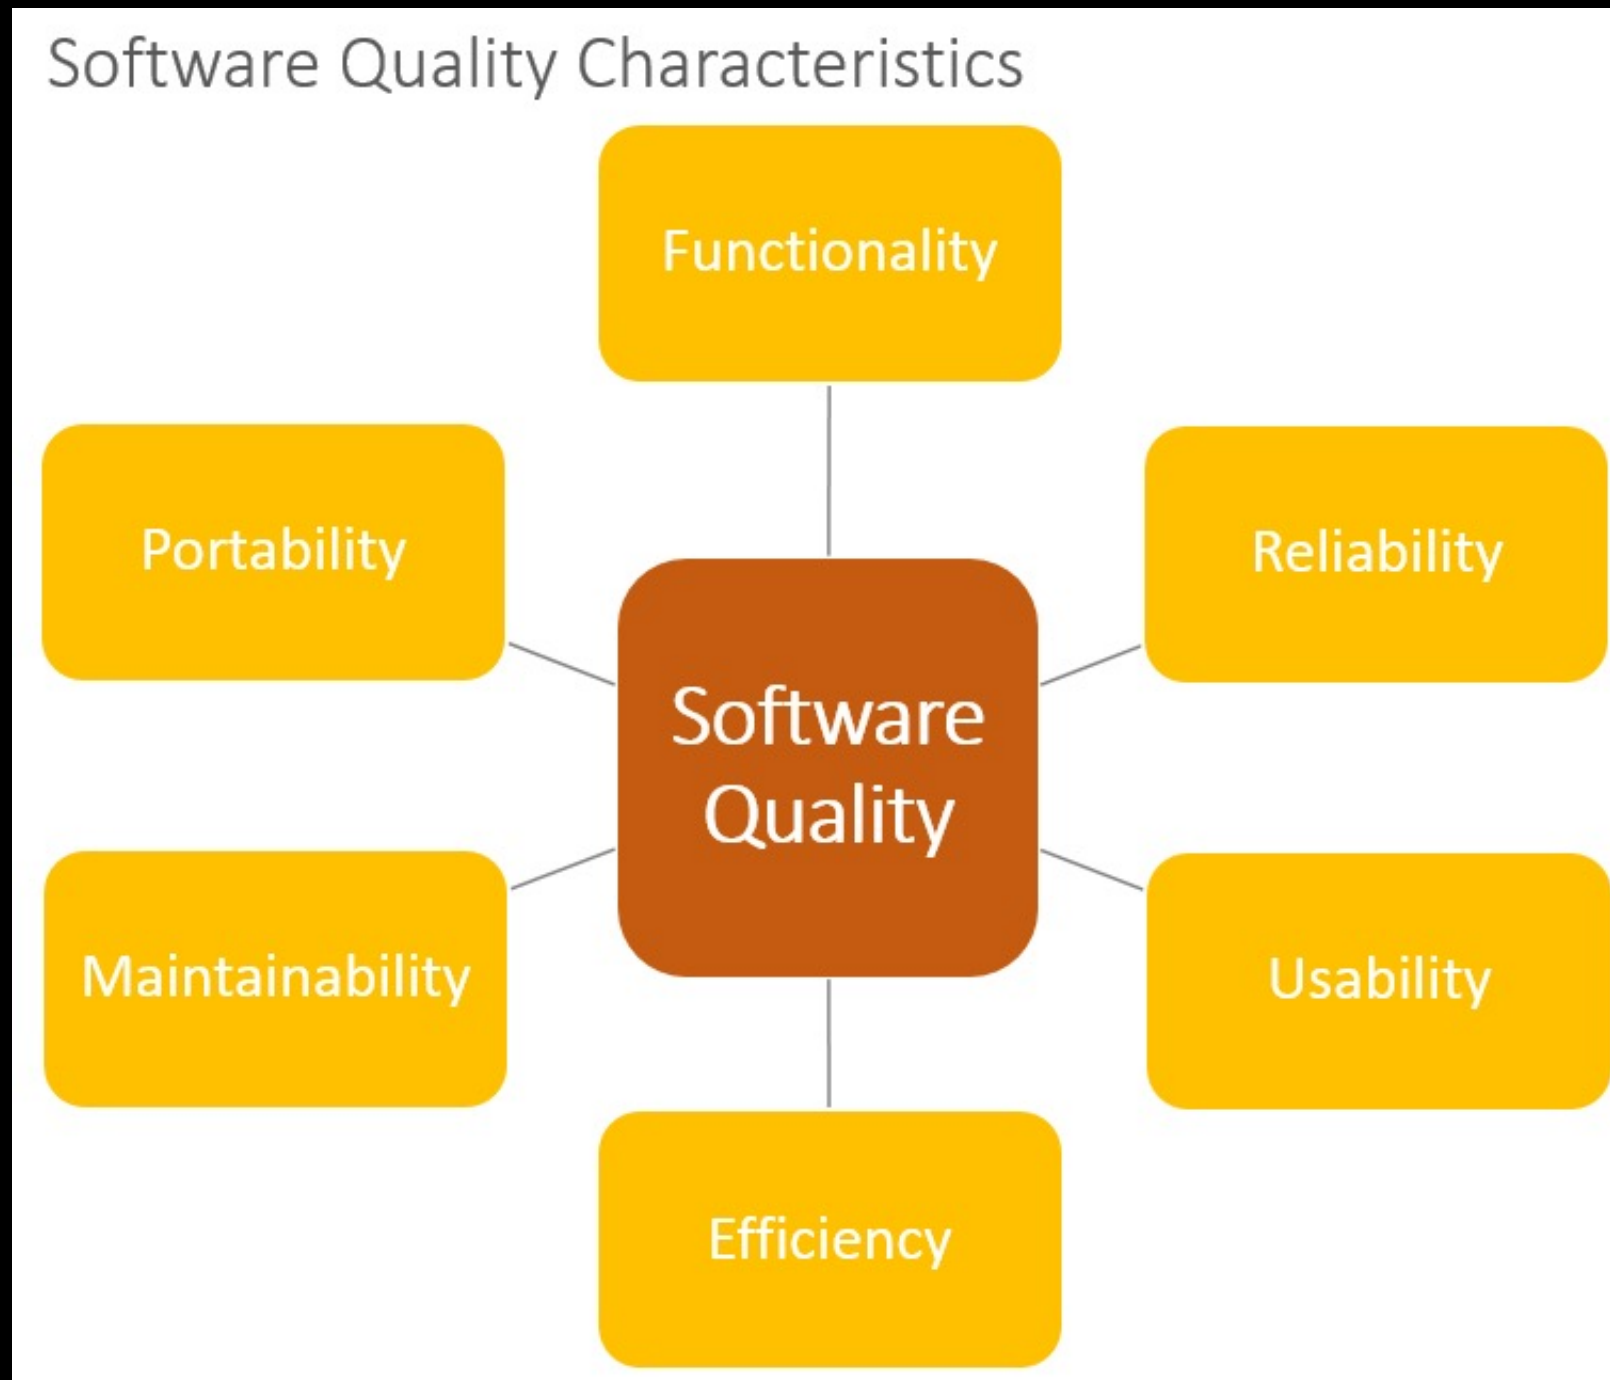 Software Quality Characteristics
Functionality
Portability
Reliability
Software
Quality
Maintainability
Usability
Efficiency